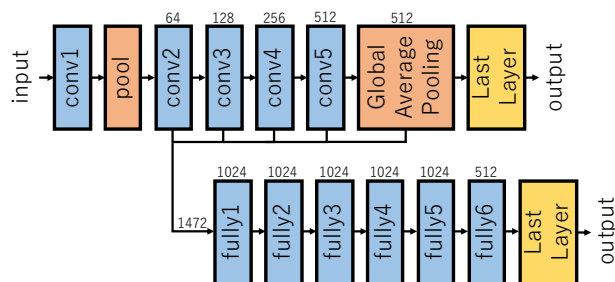 64 128 256 512 512
input conv1 pool conv2 conv3 conv4 conv5 Global Average Pooling Last Layer output
1024 1024 1024 1024 1024 512
1472 fully1 fully2 fully3 fully4 fully5 fully6 Last Layer output